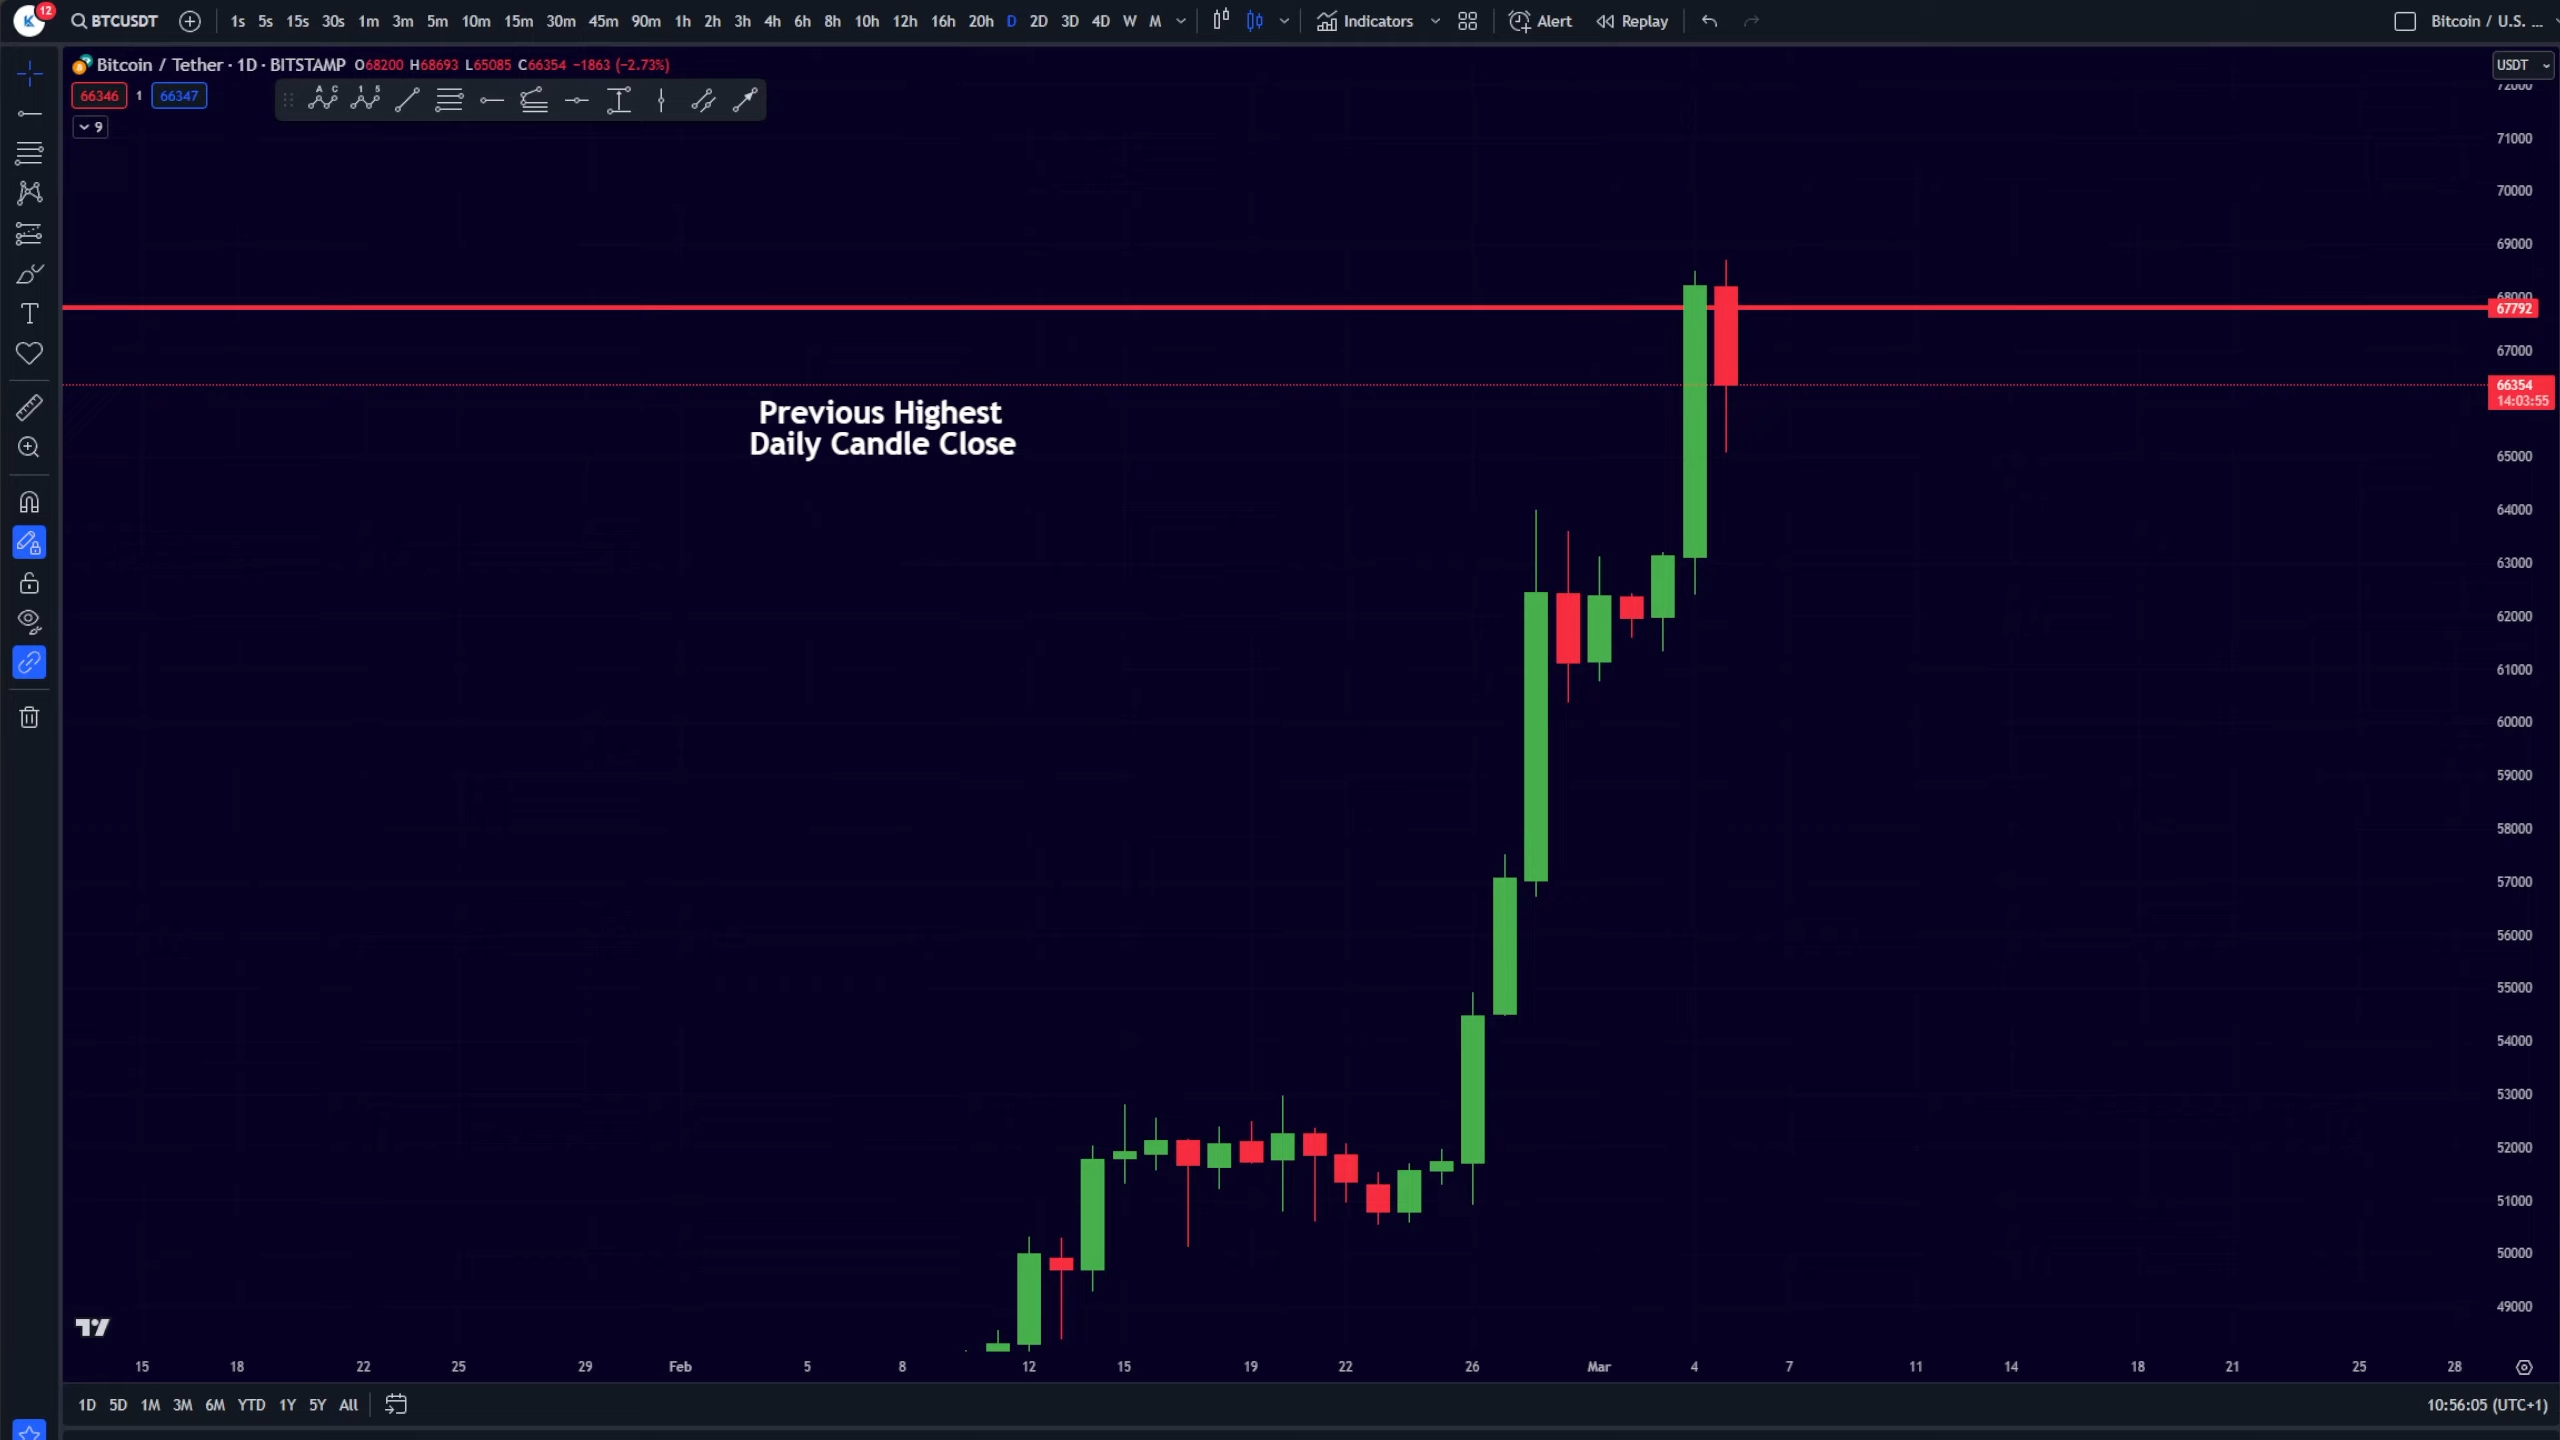 12
BTCUSDT
1s 5s 15s 30s 1m 3m 5m 10m 15m 30m 45m 90m 1h 2h 3h 4h 6h 8h 10h 12h 16h 20h D 2D 3D 4D W M
Indicators
Alert
Replay
Bitcoin / U.S. ...
Bitcoin / Tether · 1D · BITSTAMP O68200 H68693 L65085 C66354 −1863 (−2.73%)
USDT
66346 1 66347
A C
1 5
9
72000
71000
70000
69000
68000
67792
67000
66354
14:03:55
Previous Highest
Daily Candle Close
65000
64000
63000
62000
61000
60000
59000
58000
57000
56000
55000
54000
53000
52000
51000
50000
49000
15 18 22 25 29 Feb 5 8 12 15 19 22 26 Mar 4 7 11 14 18 21 25 28
1D 5D 1M 3M 6M YTD 1Y 5Y All
10:56:05 (UTC+1)